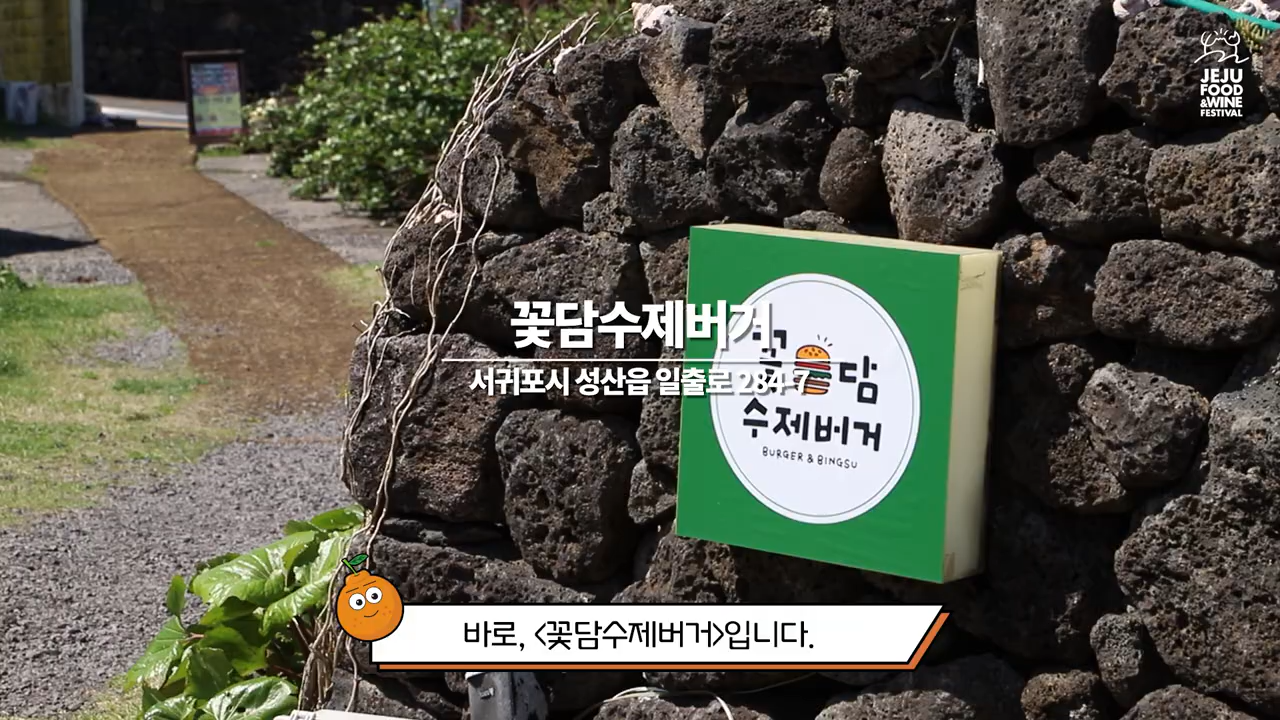 JEJU
FOOD
&WINE
FESTIVAL
꽃담수제버거
서귀포시 성산읍 일출로 284-7
꽃담
수제버거
BURGER & BINGSU
바로, <꽃담수제버거>입니다.